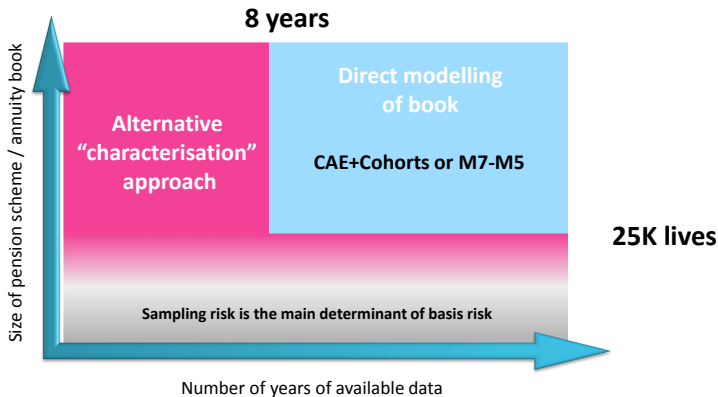 8 years
Size of pension scheme / annuity book
Alternative
“characterisation”
approach
Direct modelling
of book
CAE+Cohorts or M7-M5
25K lives
Sampling risk is the main determinant of basis risk
Number of years of available data